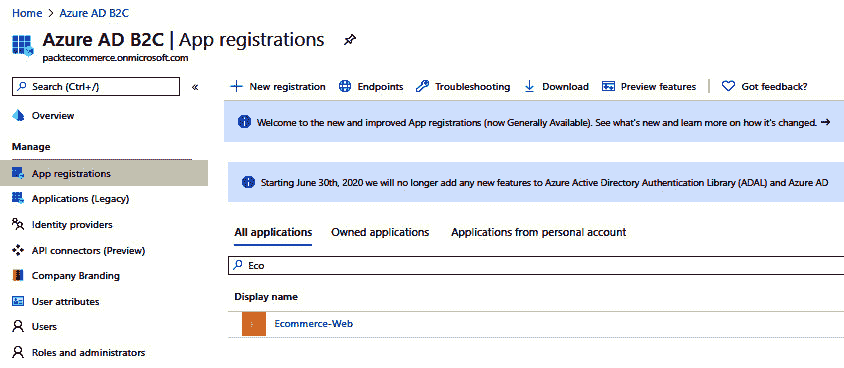 Home > Azure AD B2C
Azure AD B2C | App registrations
packtecommerce.onmicrosoft.com
Search (Ctrl+/)
«
New registration
Endpoints
Troubleshooting
Download
Preview features
Got feedback?
Overview
Welcome to the new and improved App registrations (now Generally Available). See what's new and learn more on how it's changed. →
Manage
App registrations
Starting June 30th, 2020 we will no longer add any new features to Azure Active Directory Authentication Library (ADAL) and Azure AD
Applications (Legacy)
Identity providers
All applications
Owned applications
Applications from personal account
API connectors (Preview)
Eco
Company Branding
Display name
User attributes
Users
Ecommerce-Web
Roles and administrators